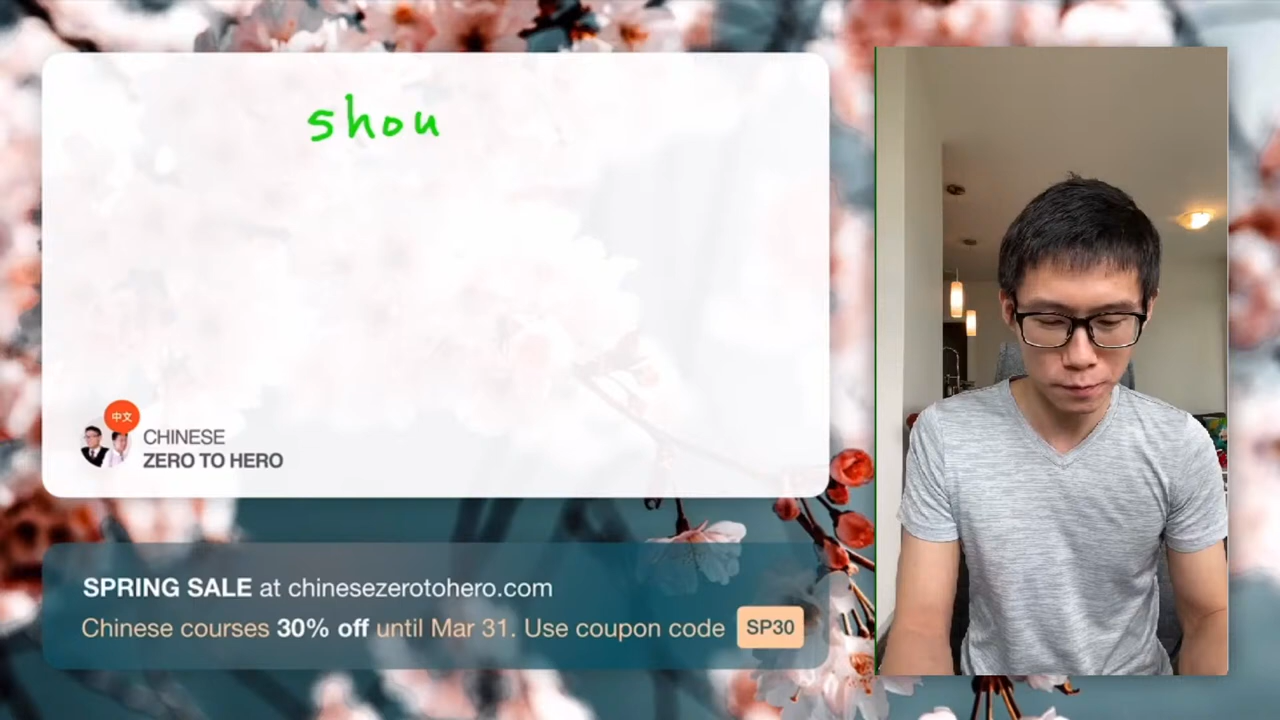 shou
中文
CHINESE
ZERO TO HERO
SPRING SALE at chinesezerotohero.com
Chinese courses 30% off until Mar 31. Use coupon code SP30